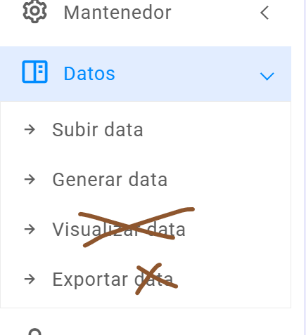 Mantenedor
Datos
Subir data
Generar data
Visualizar data
Exportar data